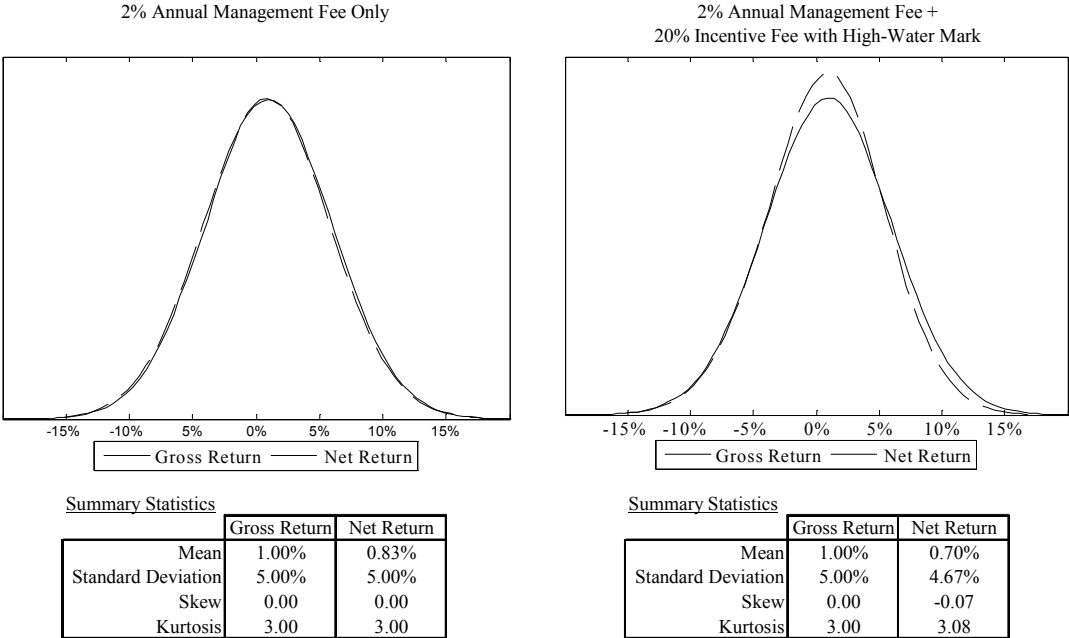 2% Annual Management Fee Only
-15% -10% 5% 0% 5% 10% 15%
Gross Return Net Return
Summary Statistics
Gross Return Net Return
Mean 1.00% 0.83%
Standard Deviation 5.00% 5.00%
Skew 0.00 0.00
Kurtosis 3.00 3.00
2% Annual Management Fee +
20% Incentive Fee with High-Water Mark
-15% -10% -5% 0% 5% 10% 15%
Gross Return Net Return
Summary Statistics
Gross Return Net Return
Mean 1.00% 0.70%
Standard Deviation 5.00% 4.67%
Skew 0.00 -0.07
Kurtosis 3.00 3.08